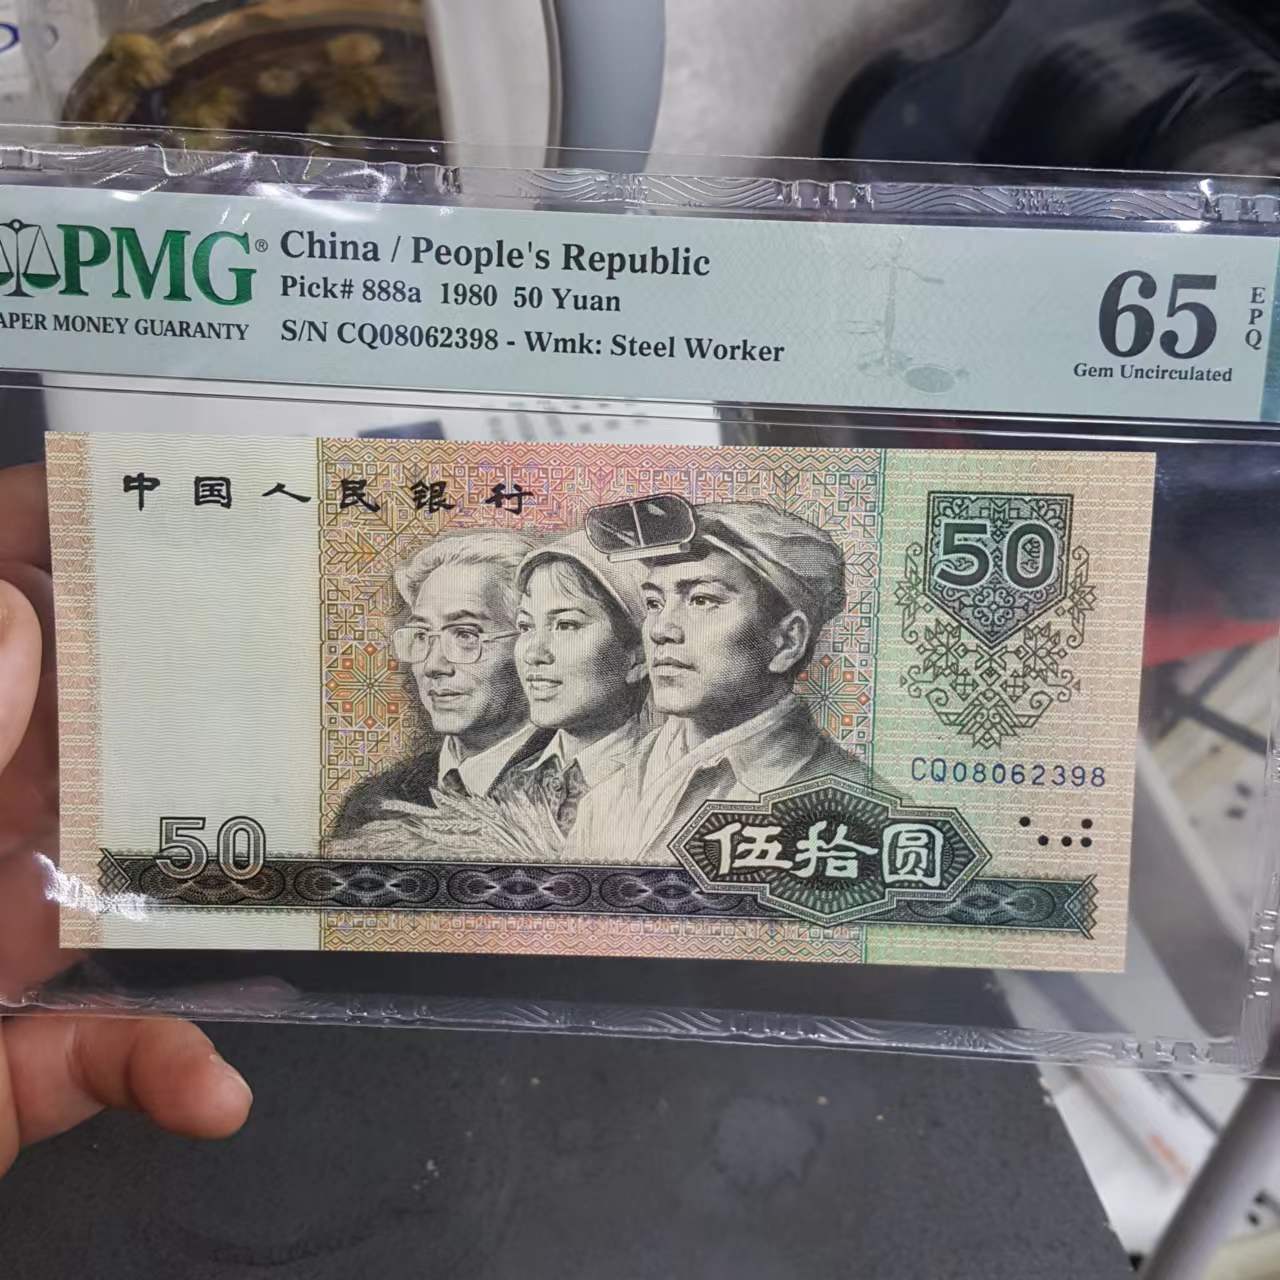 PMG®
APER MONEY GUARANTY
China / People's Republic
Pick# 888a 1980 50 Yuan
S/N CQ08062398 - Wmk: Steel Worker
65
EPQ
Gem Uncirculated
中国人民银行
50
CQ08062398
50
伍拾圆